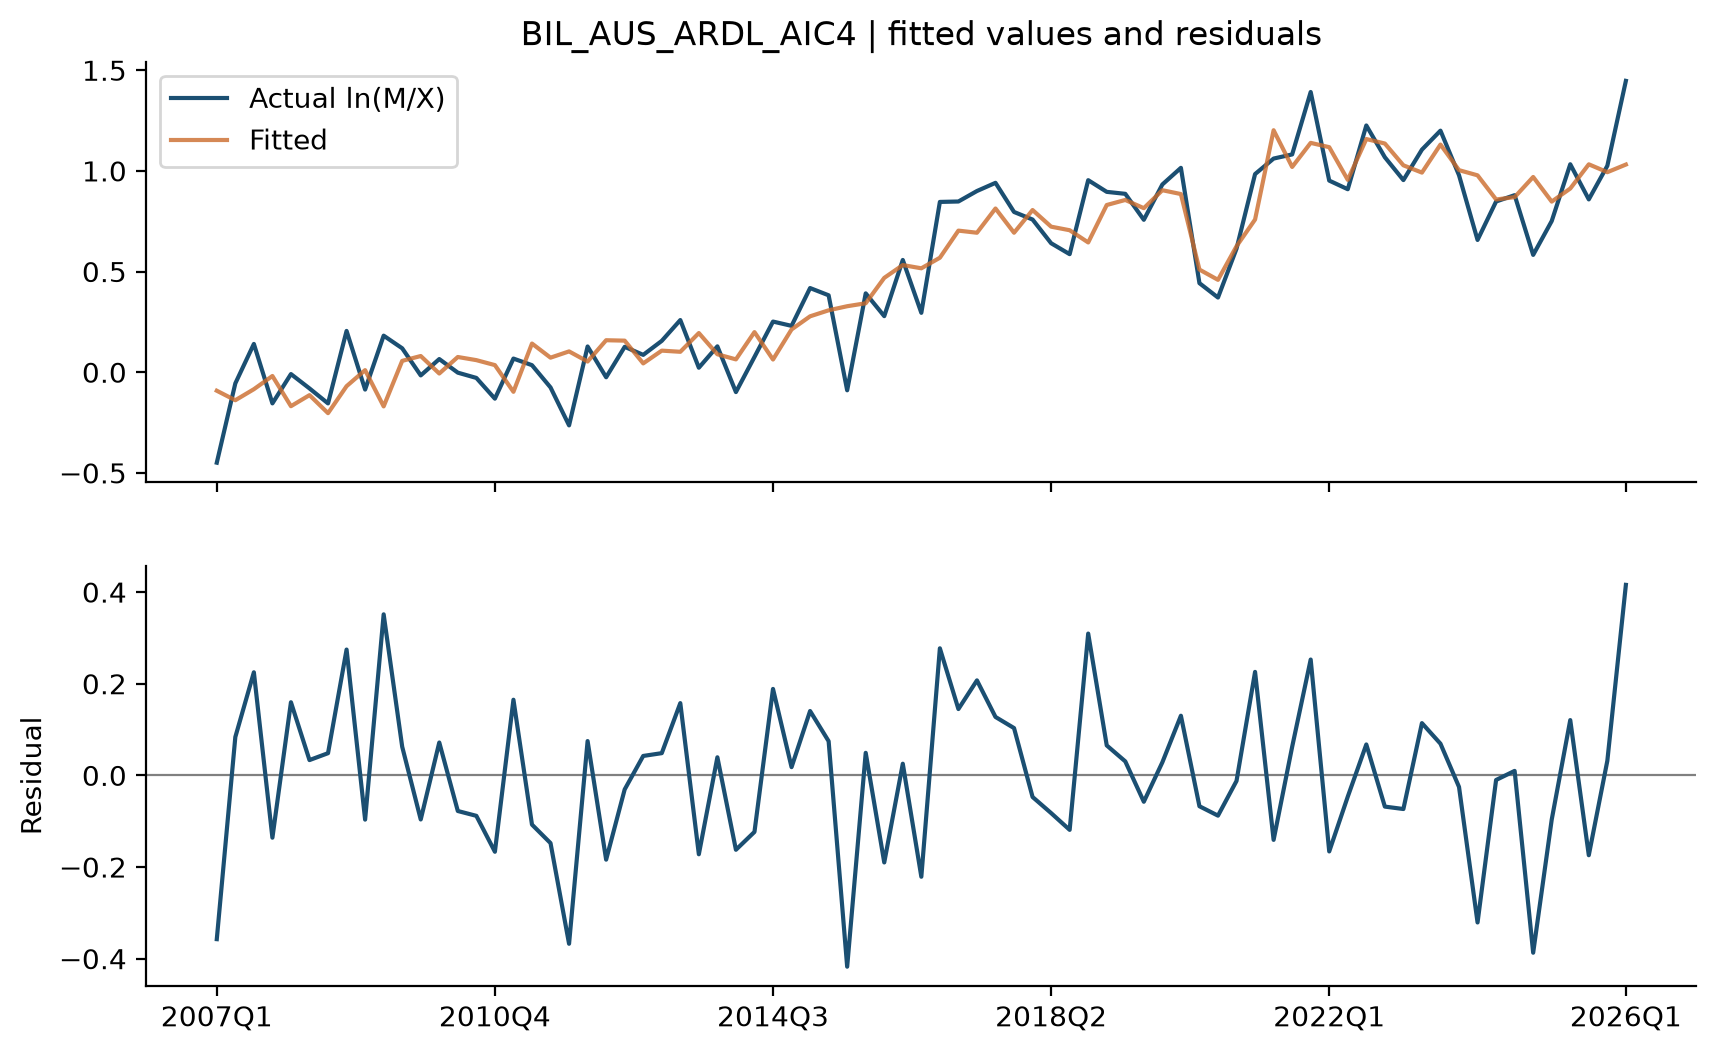 BIL_AUS_ARDL_AIC4 | fitted values and residuals
1.5
1.0
0.5
0.0
−0.5
Actual ln(M/X)
Fitted
0.4
0.2
0.0
−0.2
−0.4
Residual
2007Q1 2010Q4 2014Q3 2018Q2 2022Q1 2026Q1